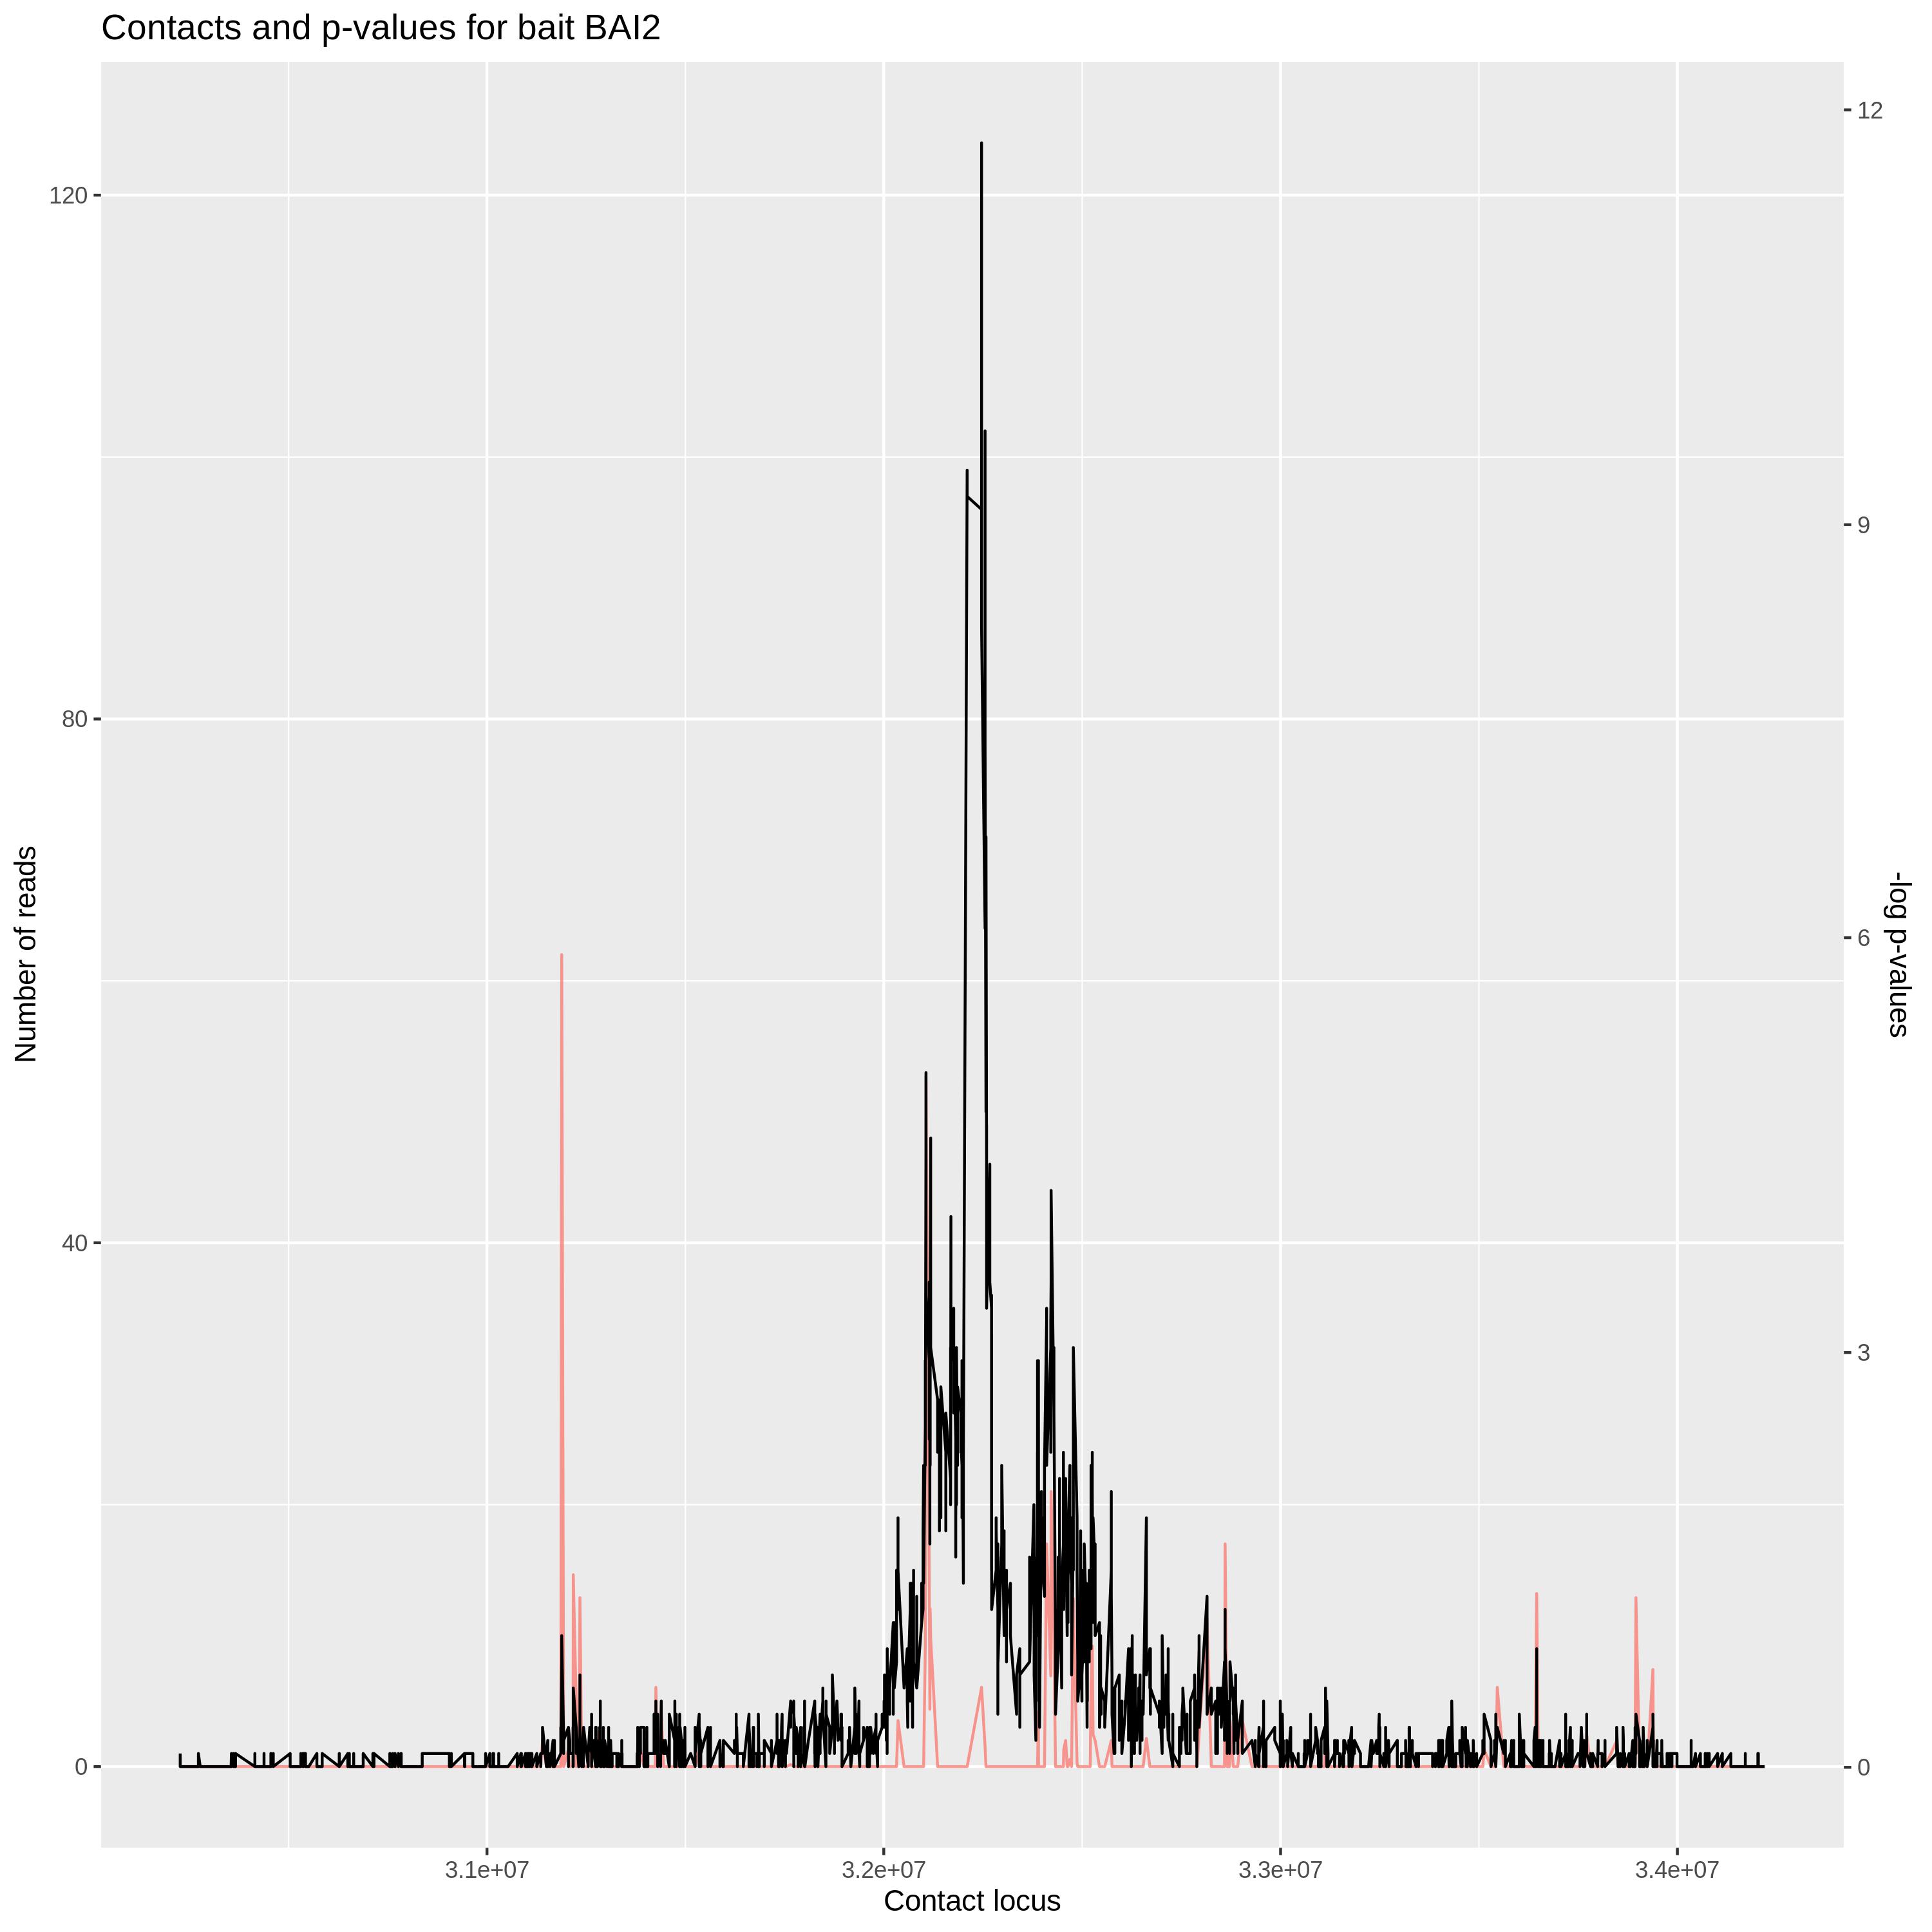 Contacts and p-values for bait BAI2
Number of reads
120
80
40
0
12
9
6
3
0
-log p-values
3.1e+07
3.2e+07
3.3e+07
3.4e+07
Contact locus